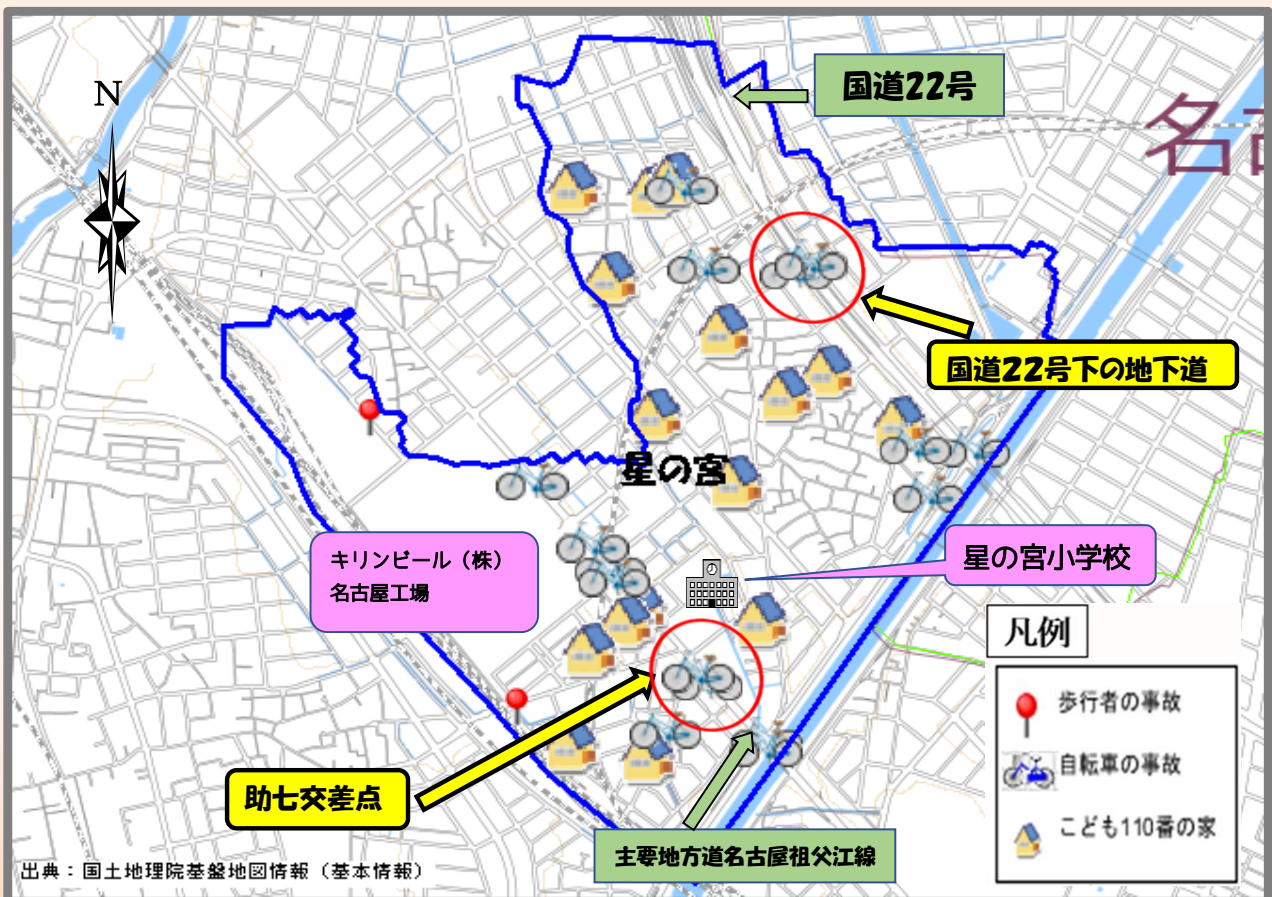 N
国道22号
名古
国道22号下の地下道
星の宮
キリンビール（株）
名古屋工場
星の宮小学校
凡例
歩行者の事故
自転車の事故
こども110番の家
助七交差点
主要地方道名古屋祖父江線
出典：国土地理院基盤地図情報（基本情報）